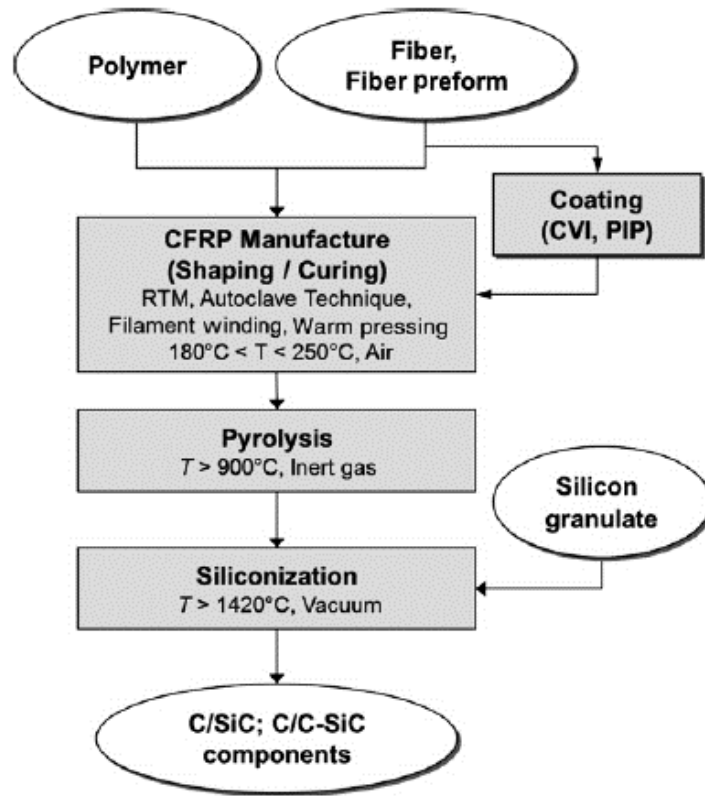 Polymer
Fiber,
Fiber preform
Coating
(CVI, PIP)
CFRP Manufacture
(Shaping / Curing)
RTM, Autoclave Technique,
Filament winding, Warm pressing
180°C < T < 250°C, Air
Pyrolysis
T > 900°C, Inert gas
Silicon
granulate
Siliconization
T > 1420°C, Vacuum
C/SiC; C/C-SiC
components